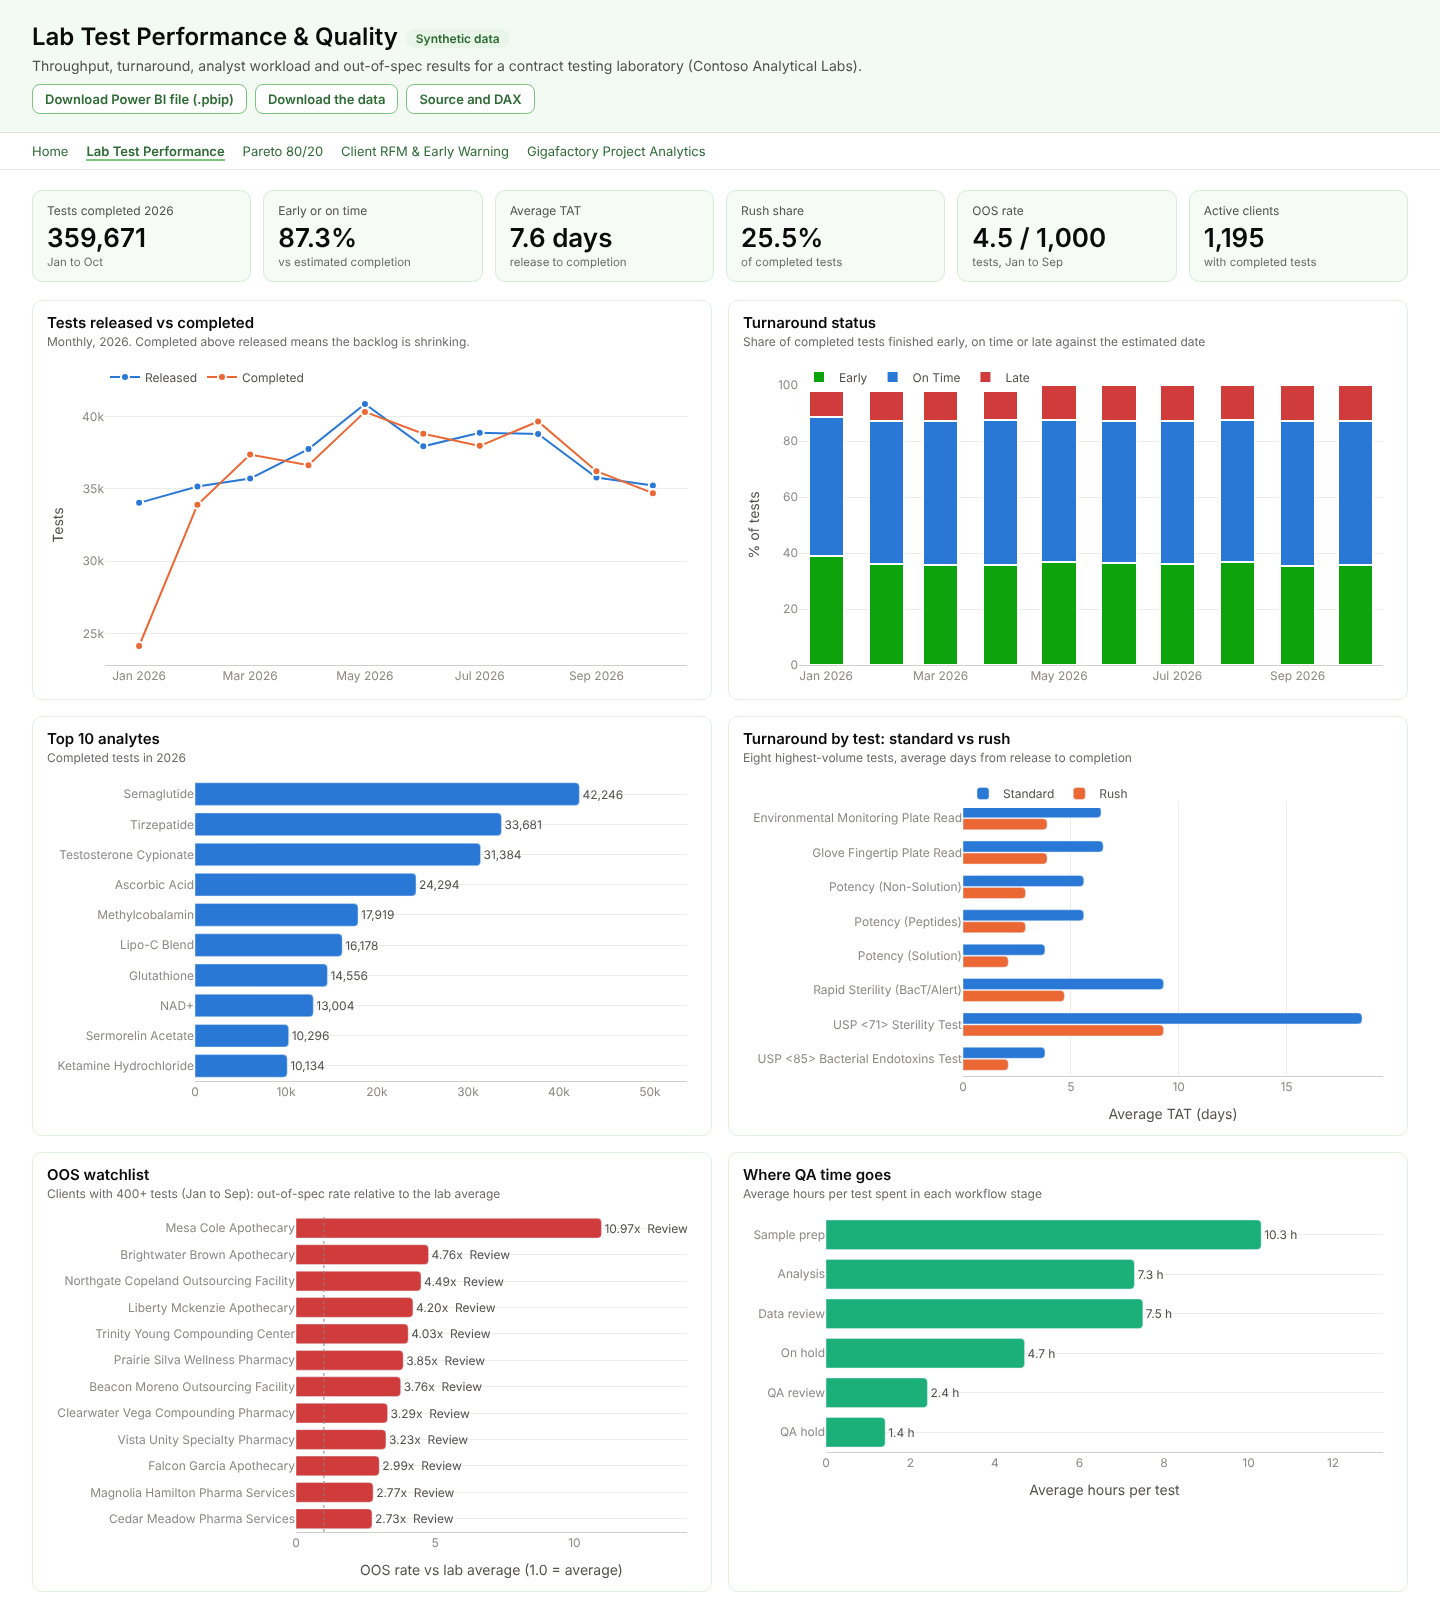 Lab Test Performance & Quality Synthetic data
Throughput, turnaround, analyst workload and out-of-spec results for a contract testing laboratory (Contoso Analytical Labs).
Download Power BI file (.pbip) Download the data Source and DAX
Home Lab Test Performance Pareto 80/20 Client RFM & Early Warning Gigafactory Project Analytics
Tests completed 2026
359,671
Jan to Oct
Early or on time
87.3%
vs estimated completion
Average TAT
7.6 days
release to completion
Rush share
25.5%
of completed tests
OOS rate
4.5 / 1,000
tests, Jan to Sep
Active clients
1,195
with completed tests
Tests released vs completed
Monthly, 2026. Completed above released means the backlog is shrinking.
Released Completed
40k
35k
30k
25k
Tests
Jan 2026 Mar 2026 May 2026 Jul 2026 Sep 2026
Turnaround status
Share of completed tests finished early, on time or late against the estimated date
Early On Time Late
100
80
60
40
20
0
% of tests
Jan 2026 Mar 2026 May 2026 Jul 2026 Sep 2026
Top 10 analytes
Completed tests in 2026
Semaglutide 42,246
Tirzepatide 33,681
Testosterone Cypionate 31,384
Ascorbic Acid 24,294
Methylcobalamin 17,919
Lipo-C Blend 16,178
Glutathione 14,556
NAD+ 13,004
Sermorelin Acetate 10,296
Ketamine Hydrochloride 10,134
0 10k 20k 30k 40k 50k
Turnaround by test: standard vs rush
Eight highest-volume tests, average days from release to completion
Standard Rush
Environmental Monitoring Plate Read
Glove Fingertip Plate Read
Potency (Non-Solution)
Potency (Peptides)
Potency (Solution)
Rapid Sterility (BacT/Alert)
USP <71> Sterility Test
USP <85> Bacterial Endotoxins Test
0 5 10 15
Average TAT (days)
OOS watchlist
Clients with 400+ tests (Jan to Sep): out-of-spec rate relative to the lab average
Mesa Cole Apothecary 10.97x Review
Brightwater Brown Apothecary 4.76x Review
Northgate Copeland Outsourcing Facility 4.49x Review
Liberty Mckenzie Apothecary 4.20x Review
Trinity Young Compounding Center 4.03x Review
Prairie Silva Wellness Pharmacy 3.85x Review
Beacon Moreno Outsourcing Facility 3.76x Review
Clearwater Vega Compounding Pharmacy 3.29x Review
Vista Unity Specialty Pharmacy 3.23x Review
Falcon Garcia Apothecary 2.99x Review
Magnolia Hamilton Pharma Services 2.77x Review
Cedar Meadow Pharma Services 2.73x Review
0 5 10
OOS rate vs lab average (1.0 = average)
Where QA time goes
Average hours per test spent in each workflow stage
Sample prep 10.3 h
Analysis 7.3 h
Data review 7.5 h
On hold 4.7 h
QA review 2.4 h
QA hold 1.4 h
0 2 4 6 8 10 12
Average hours per test